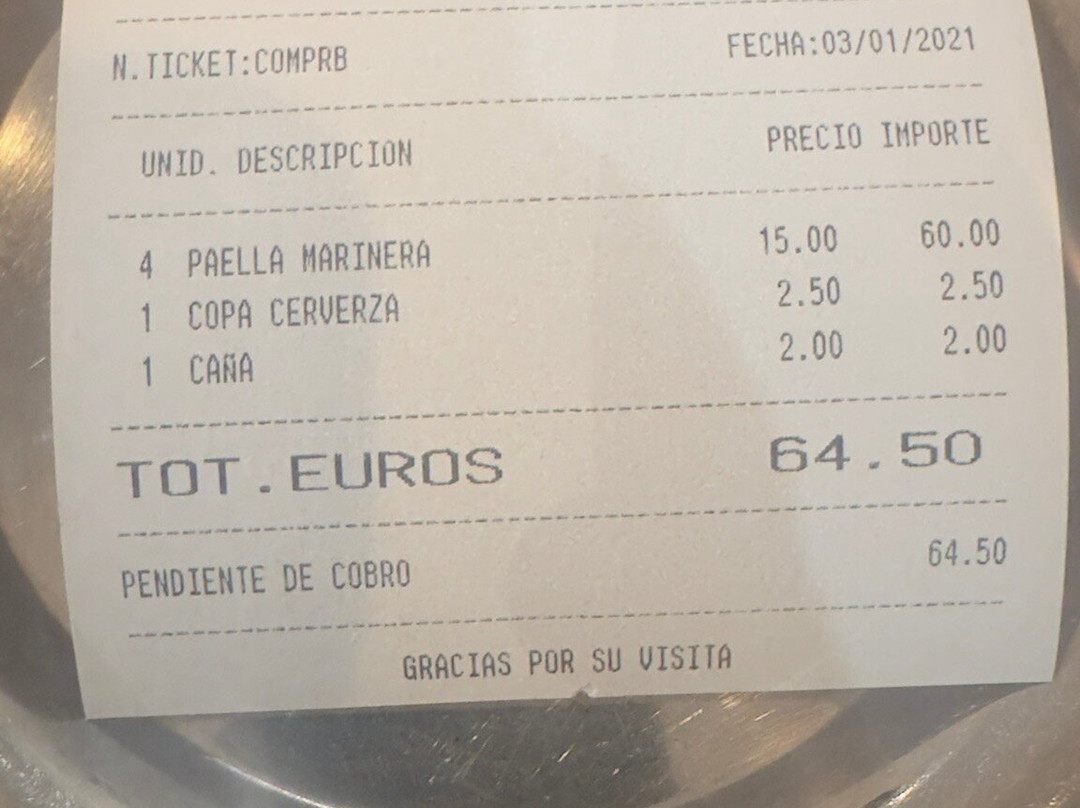 N.TICKET:COMPRB FECHA:03/01/2021
UNID. DESCRIPCION PRECIO IMPORTE
4 PAELLA MARINERA 15.00 60.00
1 COPA CERVERZA 2.50 2.50
1 CAÑA 2.00 2.00
TOT.EUROS 64.50
PENDIENTE DE COBRO 64.50
GRACIAS POR SU VISITA